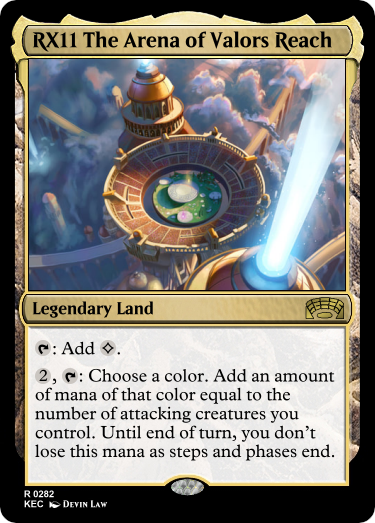 RX11 The Arena of Valors Reach
Legendary Land
: Add .
2, : Choose a color. Add an amount
of mana of that color equal to the
number of attacking creatures you
control. Until end of turn, you don't
lose this mana as steps and phases end.
R 0282
KEC Devin Law